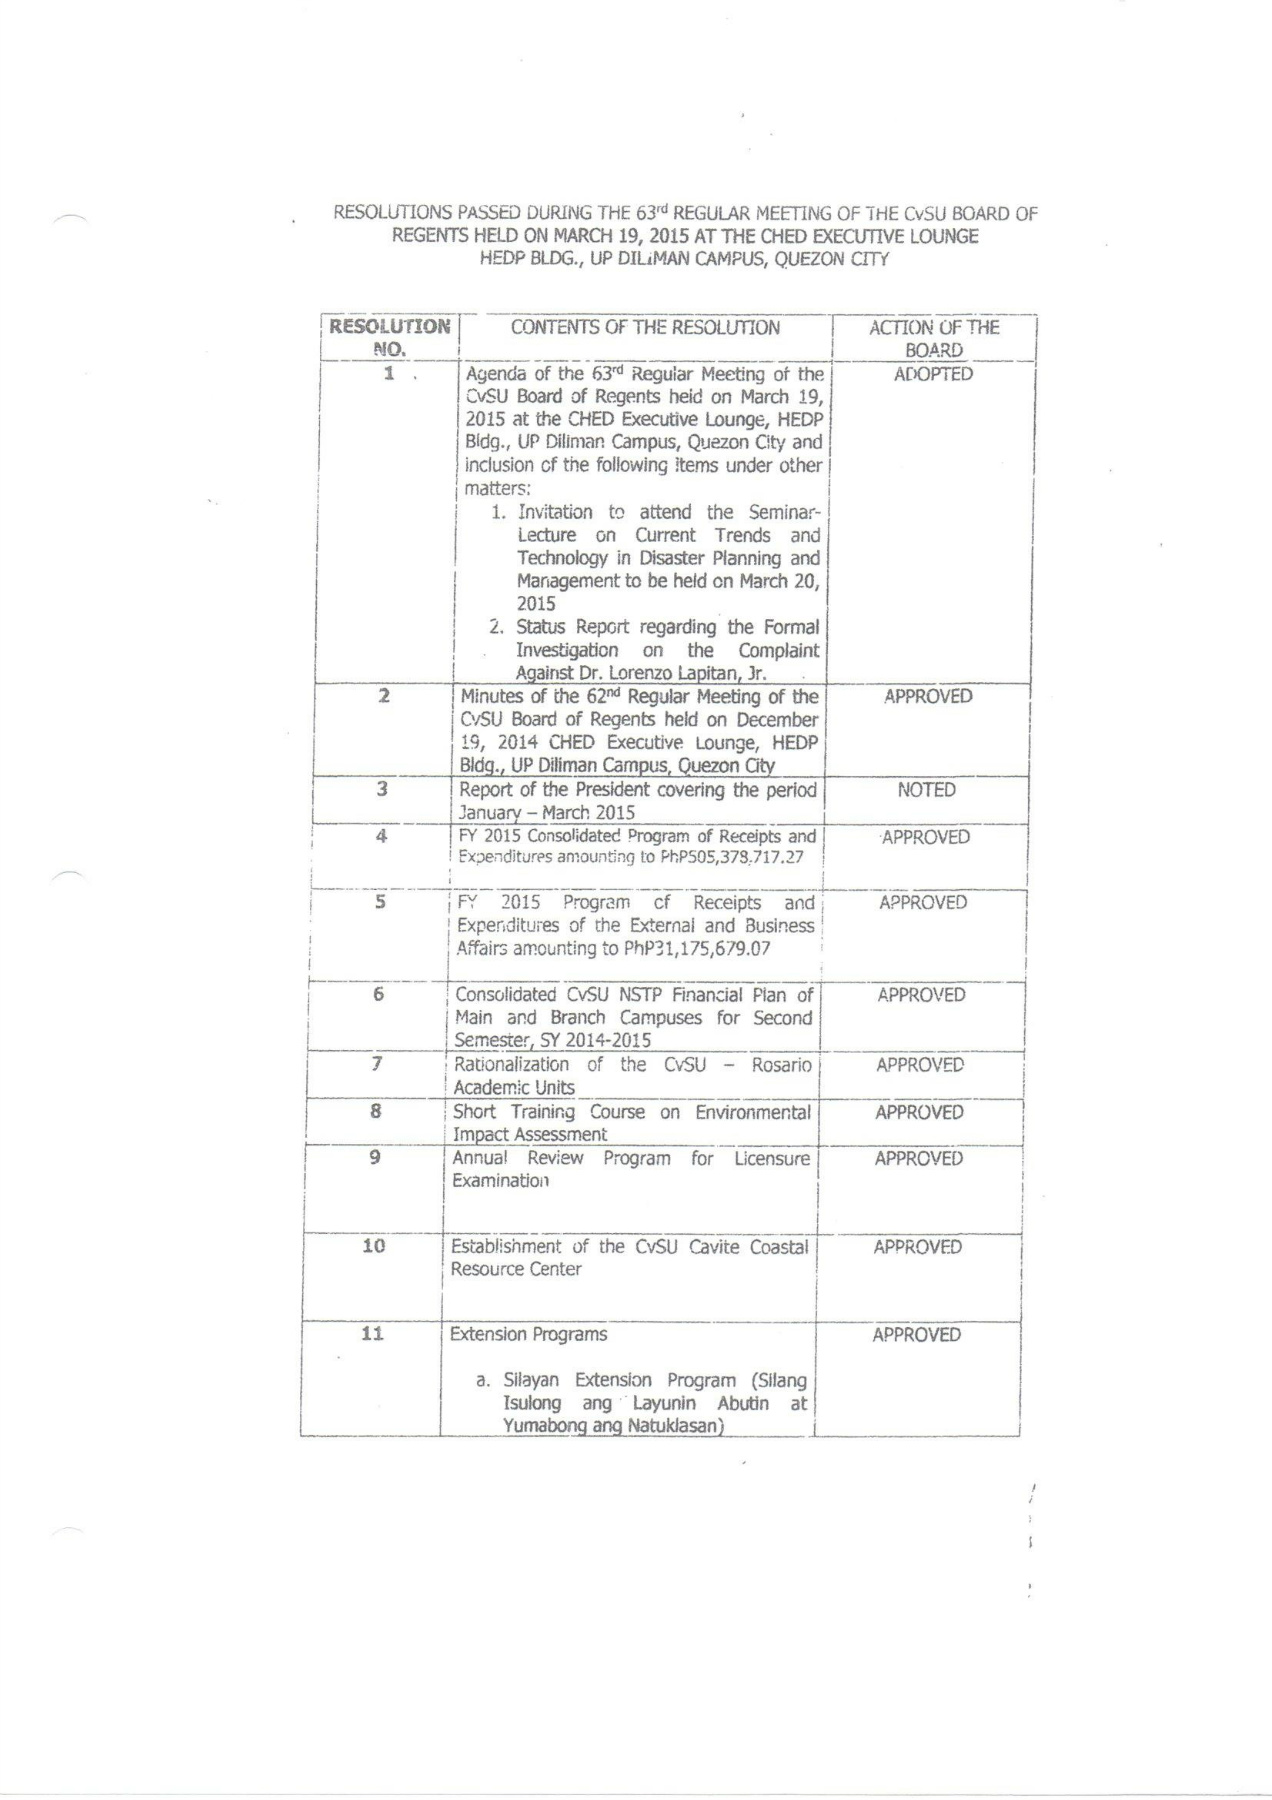 RESOLUTIONS PASSED DURING THE 63rd REGULAR MEETING OF THE CvSU BOARD OF
REGENTS HELD ON MARCH 19, 2015 AT THE CHED EXECUTIVE LOUNGE
HEDP BLDG., UP DILIMAN CAMPUS, QUEZON CITY
RESOLUTION
NO.
CONTENTS OF THE RESOLUTION
ACTION OF THE
BOARD
1
Agenda of the 63rd Regular Meeting of the
CvSU Board of Regents held on March 19,
2015 at the CHED Executive Lounge, HEDP
Bldg., UP Diliman Campus, Quezon City and
inclusion of the following items under other
matters:
1. Invitation to attend the Seminar-
Lecture on Current Trends and
Technology in Disaster Planning and
Management to be held on March 20,
2015
2. Status Report regarding the Formal
Investigation on the Complaint
Against Dr. Lorenzo Lapitan, Jr.
ADOPTED
2
Minutes of the 62nd Regular Meeting of the
CvSU Board of Regents held on December
19, 2014 CHED Executive Lounge, HEDP
Bldg., UP Diliman Campus, Quezon City
APPROVED
3
Report of the President covering the period
January – March 2015
NOTED
4
FY 2015 Consolidated Program of Receipts and
Expenditures amounting to PhP505,378,717.27
APPROVED
5
FY 2015 Program of Receipts and
Expenditures of the External and Business
Affairs amounting to PhP31,175,679.07
APPROVED
6
Consolidated CvSU NSTP Financial Plan of
Main and Branch Campuses for Second
Semester, SY 2014-2015
APPROVED
7
Rationalization of the CvSU – Rosario
Academic Units
APPROVED
8
Short Training Course on Environmental
Impact Assessment
APPROVED
9
Annual Review Program for Licensure
Examination
APPROVED
10
Establishment of the CvSU Cavite Coastal
Resource Center
APPROVED
11
Extension Programs
a. Silayan Extension Program (Silang
Isulong ang Layunin Abutin at
Yumabong ang Natuklasan)
APPROVED